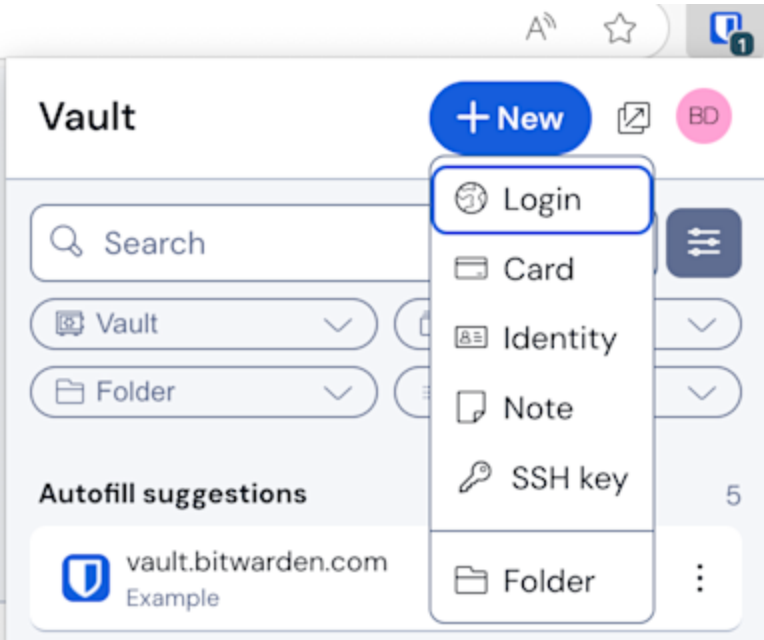 A
1
Vault
New
BD
Login
Search
Card
Vault
Identity
Folder
Note
SSH key
Autofill suggestions
5
vault.bitwarden.com
Example
Folder